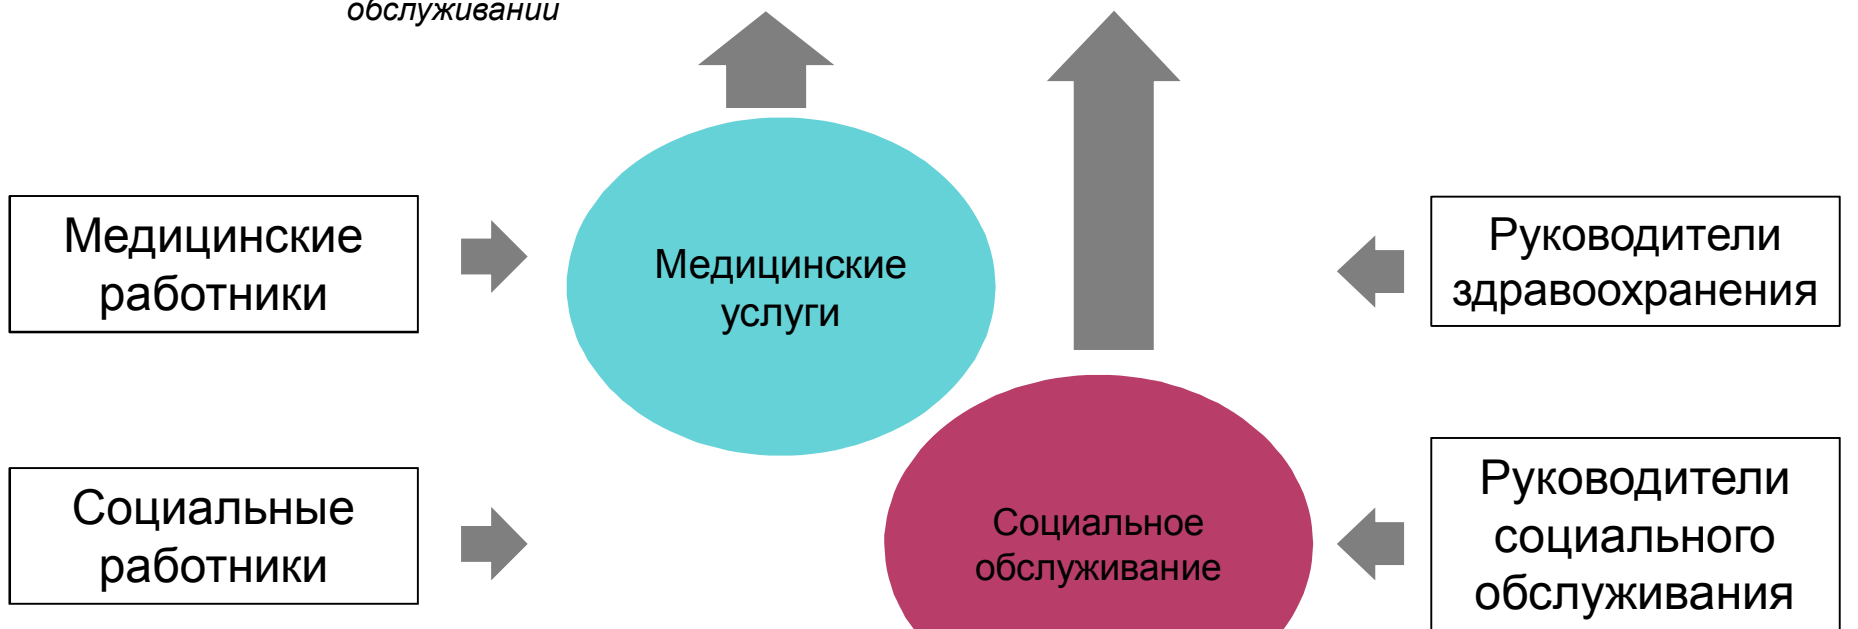 обслуживании
Медицинские
работники
Медицинские
услуги
Руководители
здравоохранения
Социальные
работники
Социальное
обслуживание
Руководители
социального
обслуживания